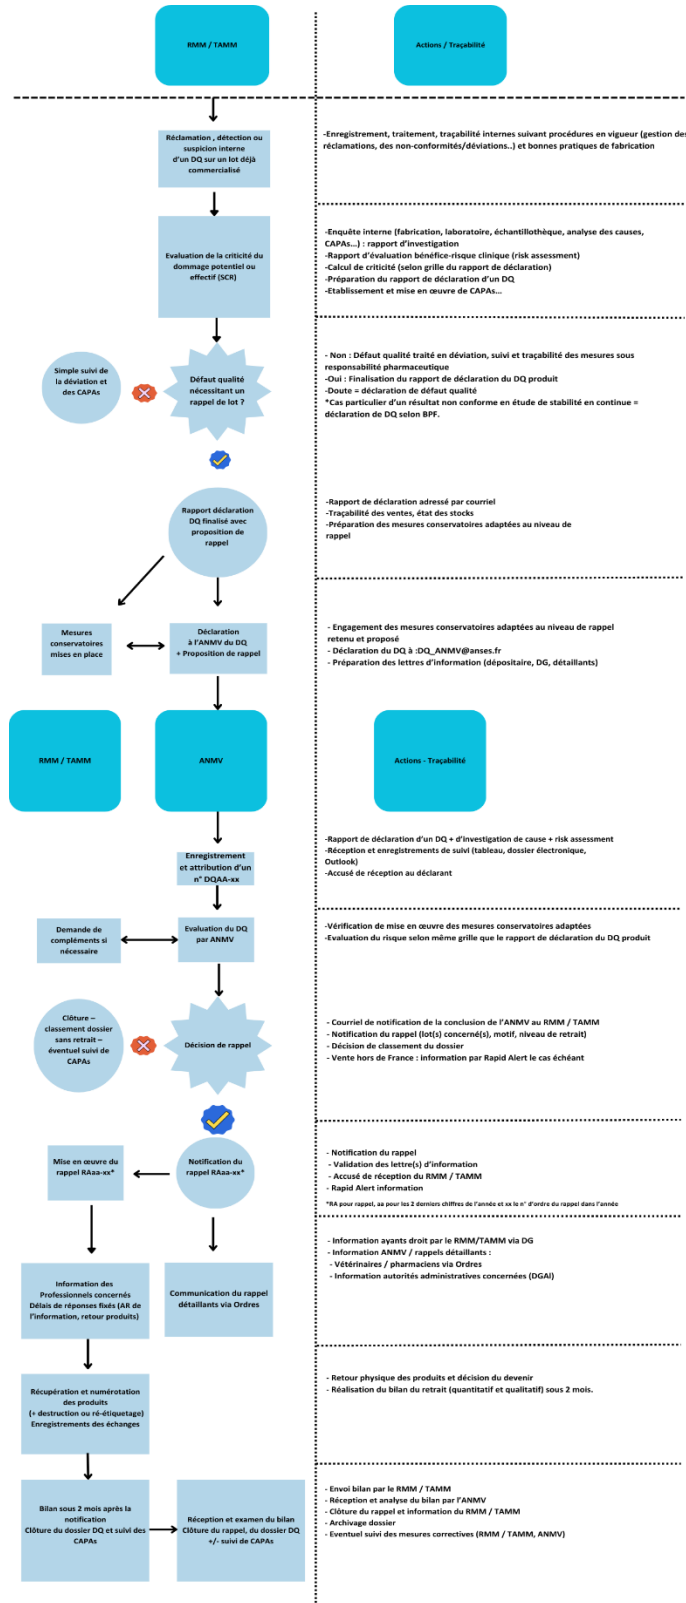 RMM / TAMM
Actions / Traçabilité
Réclamation , détection ou
suspicion interne
d'un DQ sur un lot déjà
commercialisé
-Enregistrement, traitement, traçabilité internes suivant procédures en vigueur (gestion des
réclamations, des non-conformités/déviations..) et bonnes pratiques de fabrication
Evaluation de la criticité du
dommage potentiel ou
effectif (SCR)
-Enquête interne (fabrication, laboratoire, échantillothèque, analyse des causes,
CAPAs...) : rapport d'investigation
-Rapport d'évaluation bénéfice-risque clinique (risk assessment)
-Calcul de criticité (selon grille du rapport de déclaration)
-Préparation du rapport de déclaration d'un DQ
-Etablissement et mise en œuvre de CAPAs...
Simple suivi de
la déviation et
des CAPAs
Défaut qualité
nécessitant un
rappel de lot ?
- Non : Défaut qualité traité en déviation, suivi et traçabilité des mesures sous
responsabilité pharmaceutique
-Oui : Finalisation du rapport de déclaration du DQ produit
-Doute = déclaration de défaut qualité
*Cas particulier d'un résultat non conforme en étude de stabilité en continue =
déclaration de DQ selon BPF.
Rapport déclaration
DQ finalisé avec
proposition de
rappel
-Rapport de déclaration adressé par courriel
-Traçabilité des ventes, état des stocks
-Préparation des mesures conservatoires adaptées au niveau de
rappel
Mesures
conservatoires
mises en place
Déclaration
à l'ANMV du DQ
+ Proposition de rappel
- Engagement des mesures conservatoires adaptées au niveau de rappel
retenu et proposé
- Déclaration du DQ à :DQ_ANMV@anses.fr
- Préparation des lettres d'information (dépositaire, DG, détaillants)
RMM / TAMM
ANMV
Actions - Traçabilité
Enregistrement
et attribution d'un
n° DQAA-xx
-Rapport de déclaration d'un DQ + d'investigation de cause + risk assessment
-Réception et enregistrements de suivi (tableau, dossier électronique,
Outlook)
-Accusé de réception au déclarant
Demande de
compléments si
nécessaire
Evaluation du DQ
par ANMV
-Vérification de mise en œuvre des mesures conservatoires adaptées
-Evaluation du risque selon même grille que le rapport de déclaration du DQ produit
Clôture –
classement dossier
sans retrait –
éventuel suivi de
CAPAs
Décision de rappel
- Courriel de notification de la conclusion de l'ANMV au RMM / TAMM
- Notification du rappel (lot(s) concerné(s), motif, niveau de retrait)
- Décision de classement du dossier
- Vente hors de France : information par Rapid Alert le cas échéant
Mise en œuvre du
rappel RAaa-xx*
Notification du
rappel RAaa-xx*
- Notification du rappel
- Validation des lettre(s) d'information
- Accusé de réception du RMM / TAMM
- Rapid Alert information
*RA pour rappel, aa pour les 2 derniers chiffres de l'année et xx le n° d'ordre du rappel dans l'année
Information des
Professionnels concernés
Délais de réponses fixés (AR de
l'information, retour produits)
Communication du rappel
détaillants via Ordres
- Information ayants droit par le RMM/TAMM via DG
- Information ANMV / rappels détaillants :
- Vétérinaires / pharmaciens via Ordres
- Information autorités administratives concernées (DGAl)
Récupération et numérotation
des produits
(+ destruction ou ré-étiquetage)
Enregistrements des échanges
- Retour physique des produits et décision du devenir
- Réalisation du bilan du retrait (quantitatif et qualitatif) sous 2 mois.
Bilan sous 2 mois après la
notification
Clôture du dossier DQ et suivi des
CAPAs
Réception et examen du bilan
Clôture du rappel, du dossier DQ
+/- suivi de CAPAs
- Envoi bilan par le RMM / TAMM
- Réception et analyse du bilan par l'ANMV
- Clôture du rappel et information du RMM / TAMM
- Archivage dossier
- Eventuel suivi des mesures correctives (RMM / TAMM, ANMV)